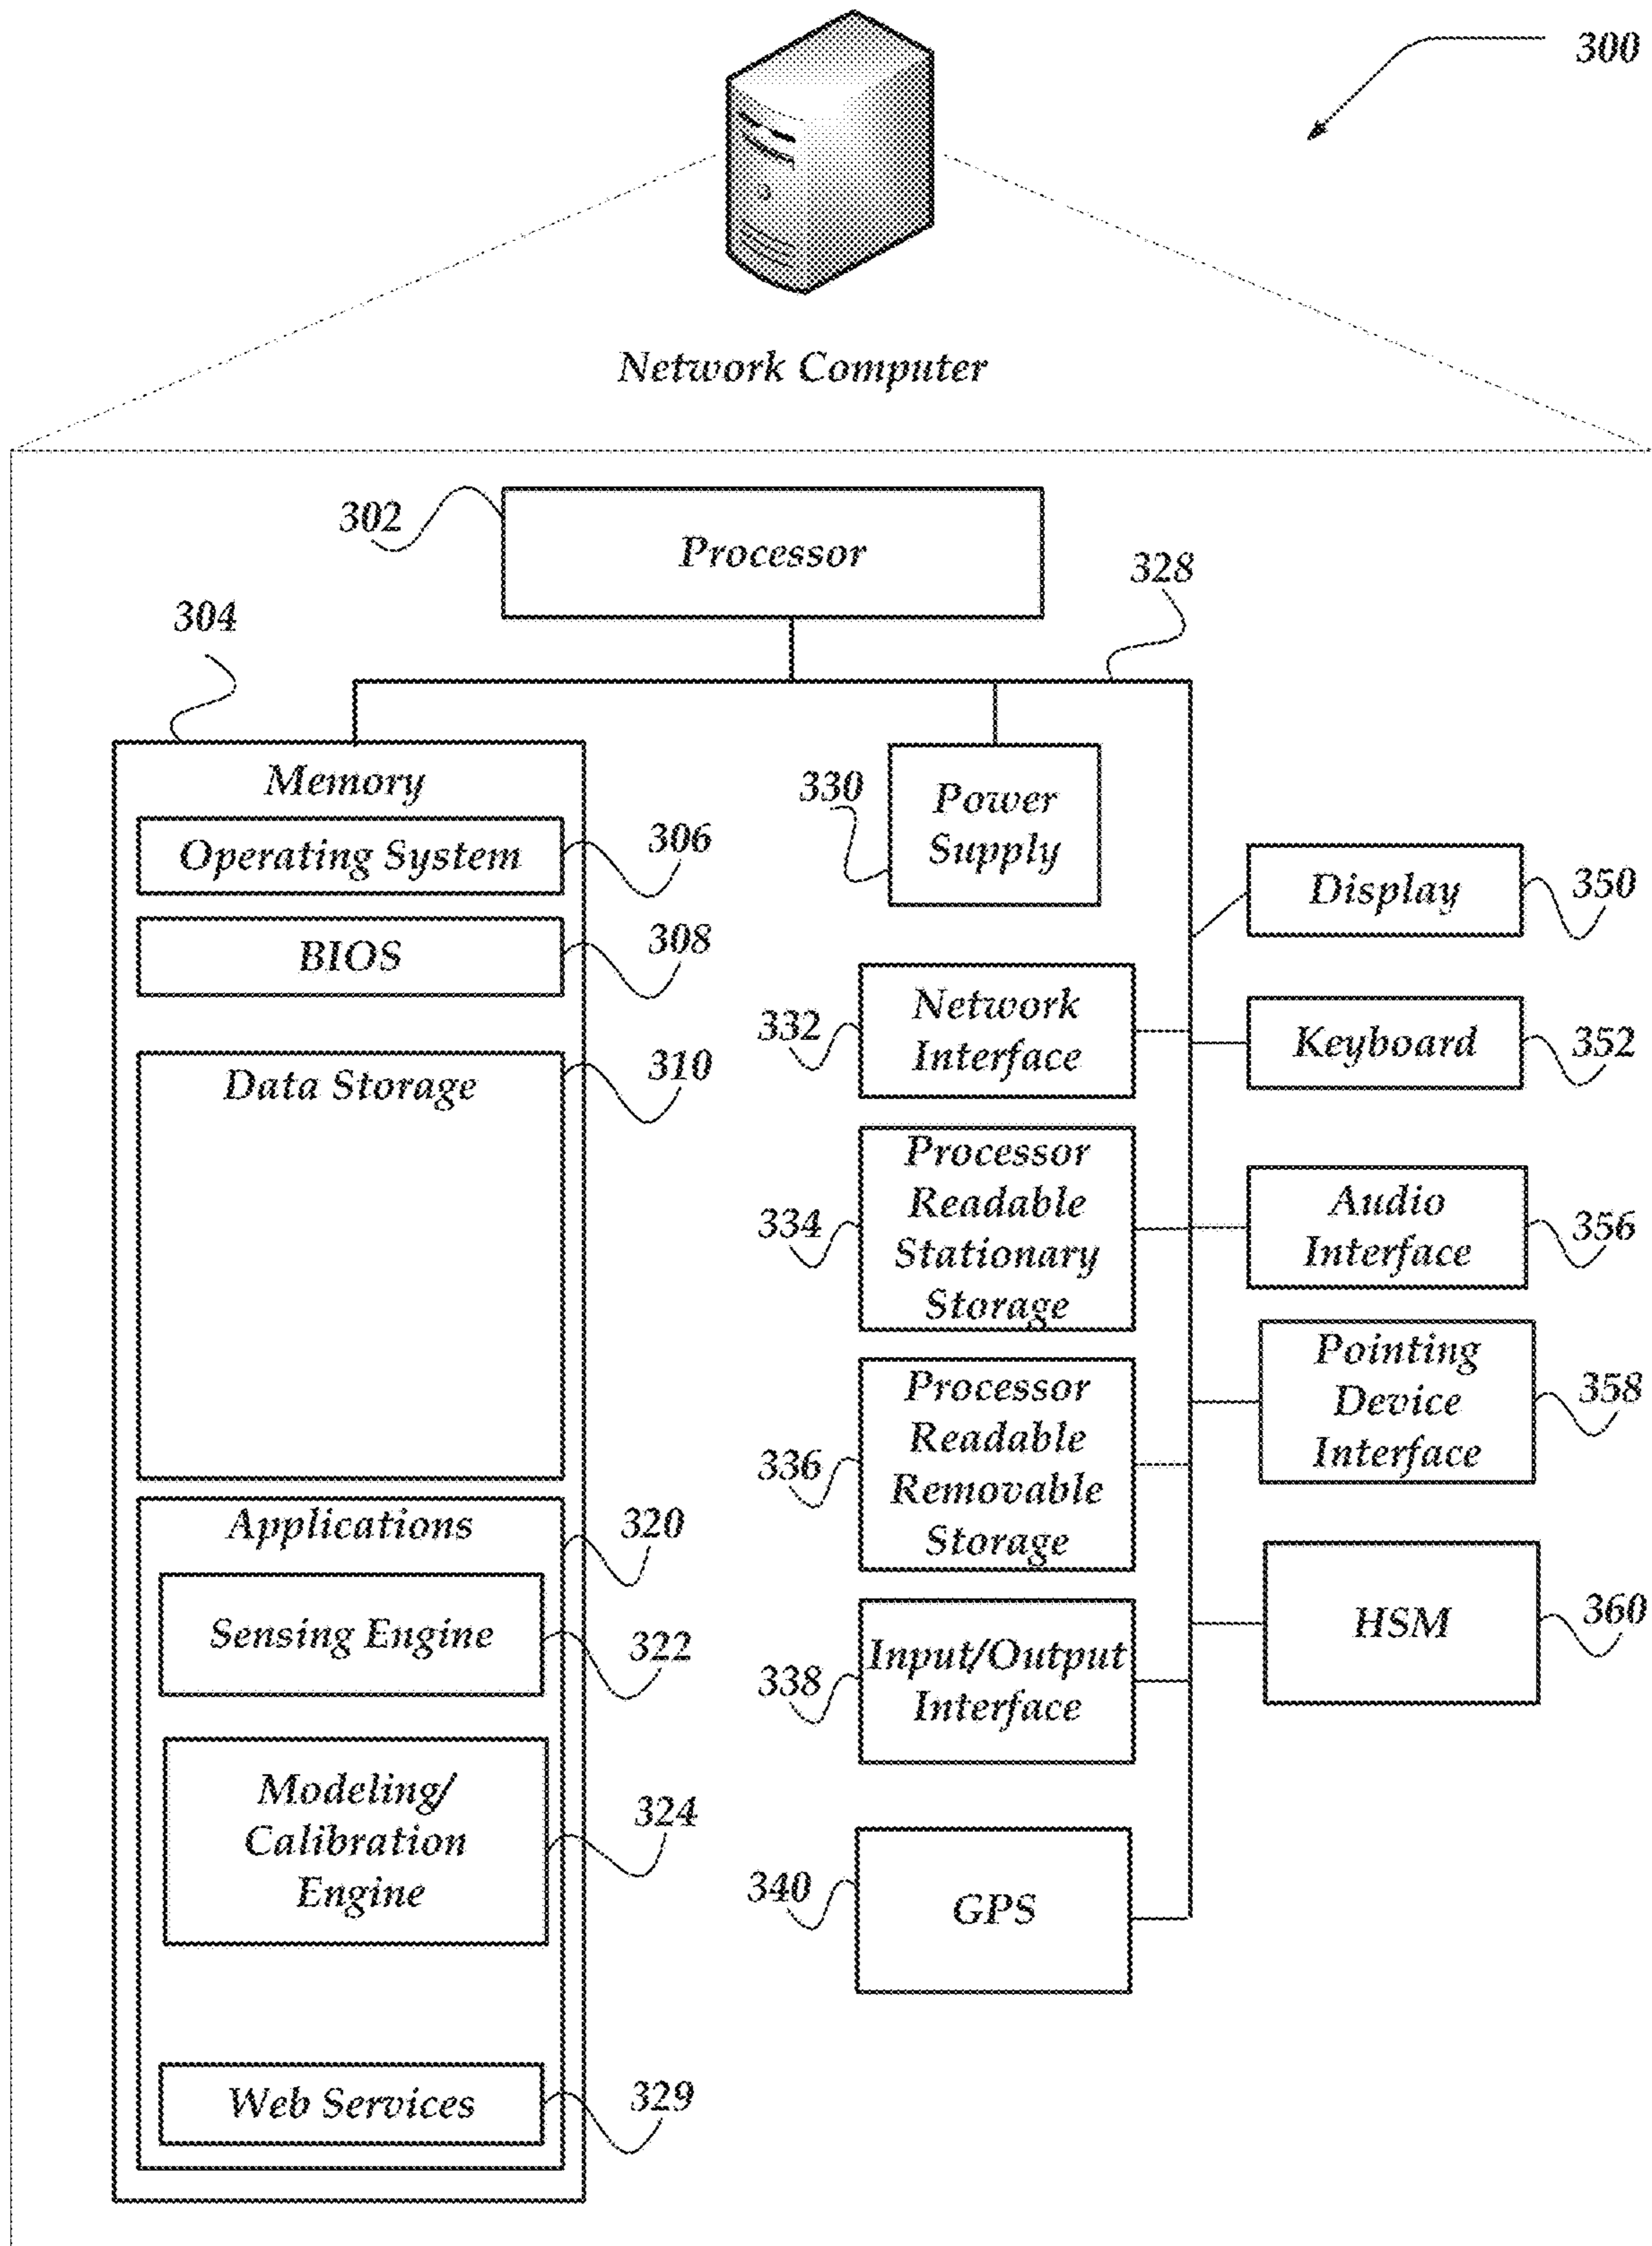 300
Network Computer
302
Processor
328
304
Memory
Operating System
306
BIOS
308
Data Storage
310
Applications
320
Sensing Engine
322
Modeling/
Calibration
Engine
324
Web Services
329
330
Power
Supply
332
Network
Interface
334
Processor
Readable
Stationary
Storage
336
Processor
Readable
Removable
Storage
338
Input/Output
Interface
340
GPS
Display
350
Keyboard
352
Audio
Interface
356
Pointing
Device
Interface
358
HSM
360